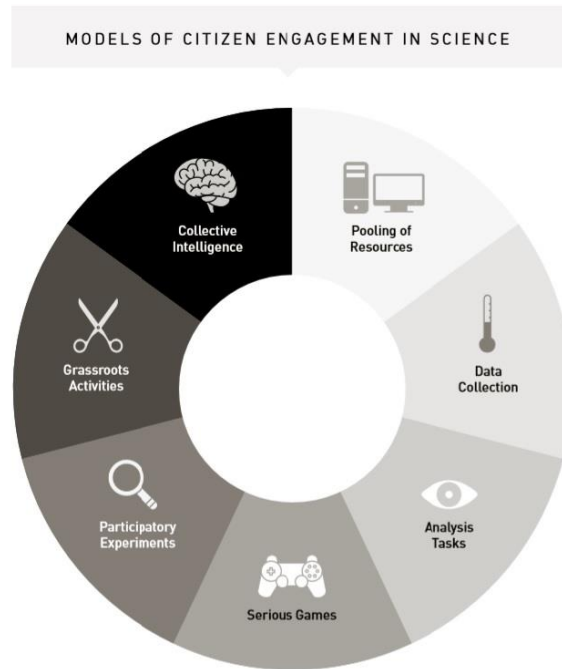 MODELS OF CITIZEN ENGAGEMENT IN SCIENCE
Collective
Intelligence
Pooling of
Resources
Grassroots
Activities
Data
Collection
Participatory
Experiments
Analysis
Tasks
Serious Games